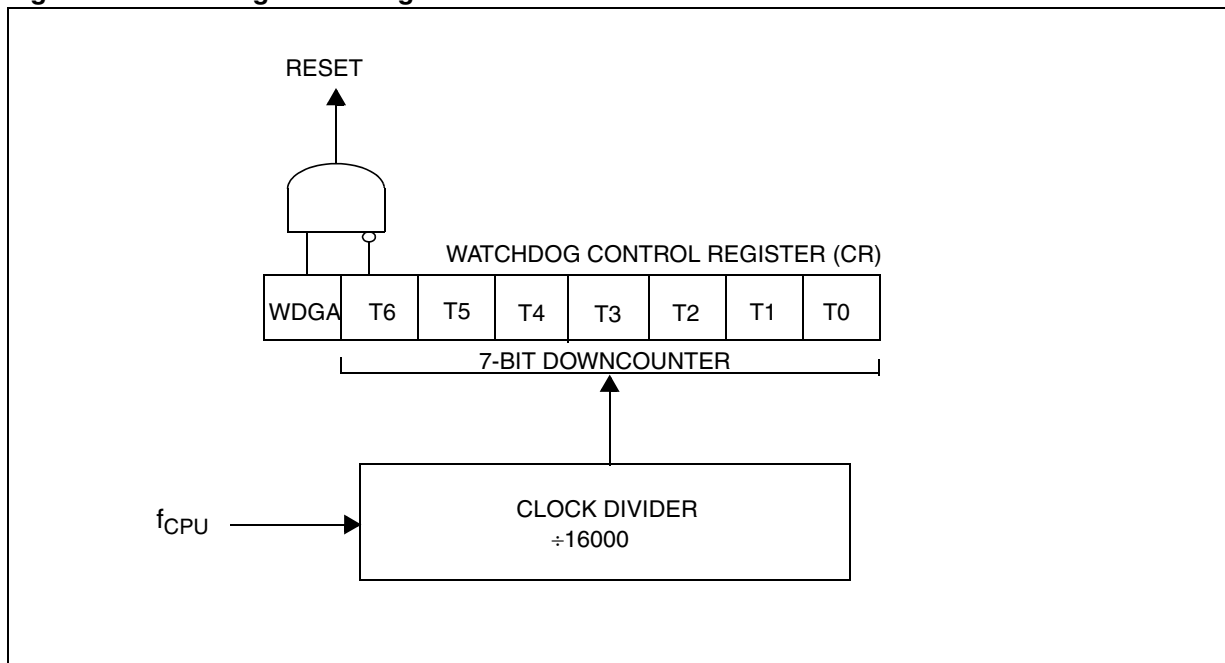 RESET
WATCHDOG CONTROL REGISTER (CR)
WDGA T6 T5 T4 T3 T2 T1 T0
7-BIT DOWNCOUNTER
fCPU
CLOCK DIVIDER
÷16000